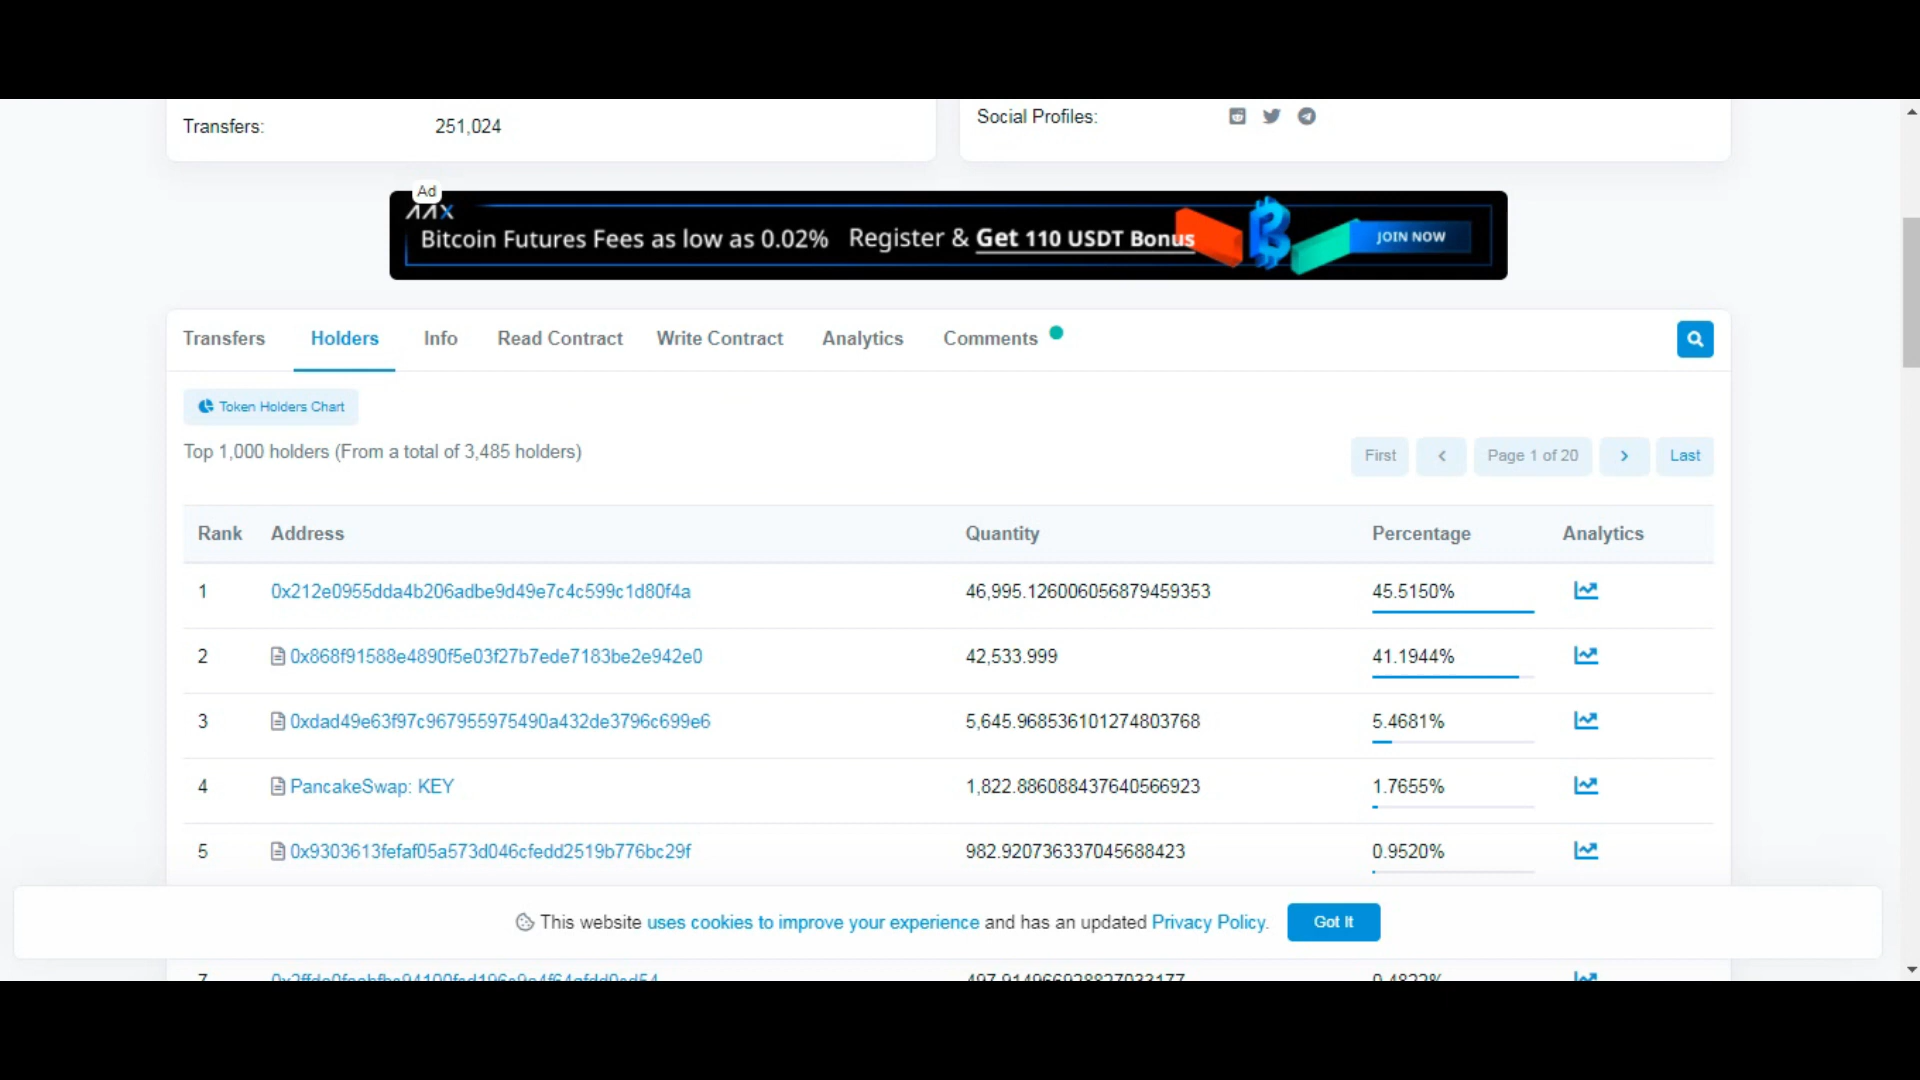 Transfers: 251,024
Social Profiles:
Ad
AAX
Bitcoin Futures Fees as low as 0.02% Register & Get 110 USDT Bonus
JOIN NOW
Transfers Holders Info Read Contract Write Contract Analytics Comments
Token Holders Chart
Top 1,000 holders (From a total of 3,485 holders)
First Page 1 of 20 Last
Rank Address Quantity Percentage Analytics
1 0x212e0955dda4b206adbe9d49e7c4c599c1d80f4a 46,995.126006056879459353 45.5150%
2 0x868f91588e4890f5e03f27b7ede7183be2e942e0 42,533.999 41.1944%
3 0xdad49e63f97c967955975490a432de3796c699e6 5,645.968536101274803768 5.4681%
4 PancakeSwap: KEY 1,822.886088437640566923 1.7655%
5 0x9303613fefaf05a573d046cfedd2519b776bc29f 982.920736337045688423 0.9520%
This website uses cookies to improve your experience and has an updated Privacy Policy. Got It